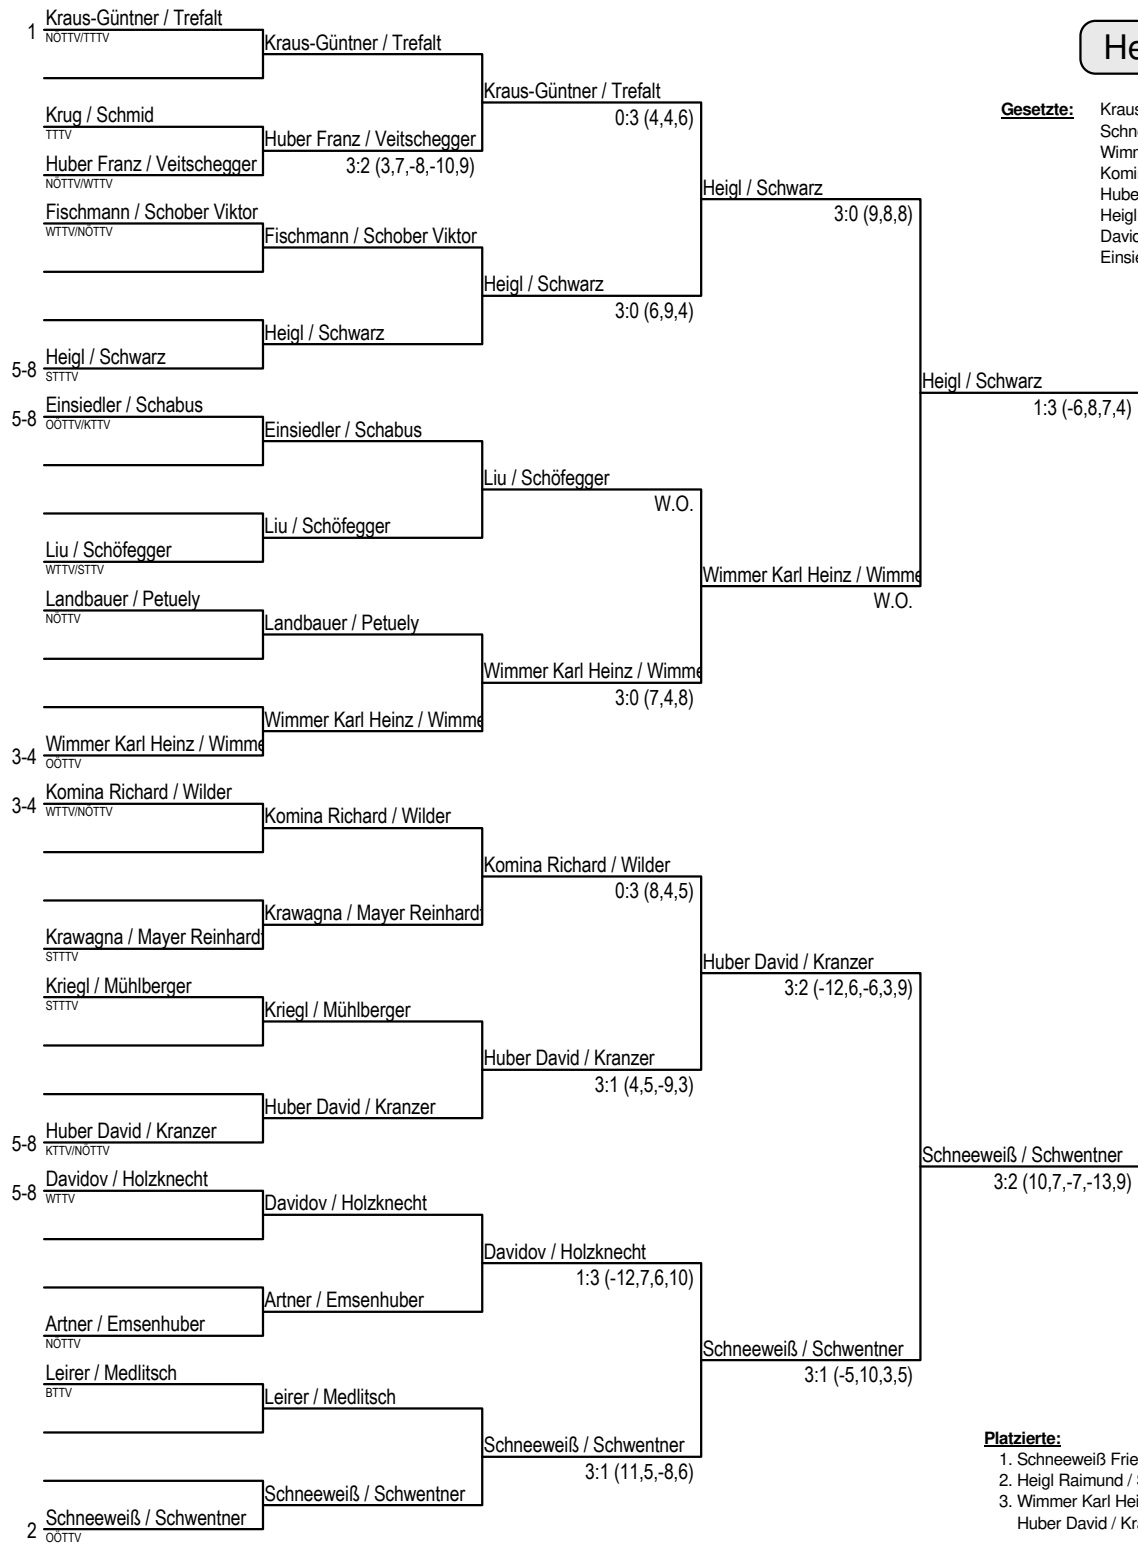 He
Gesetzte: Kraus
Schne
Wimm
Komin
Huber
Heigl
David
Einsie
1 Kraus-Güntner / Trefalt
NÖTTV/TTTV
Krug / Schmid
TTTV
Huber Franz / Veitschegger
NÖTTV/WTTV
Fischmann / Schober Viktor
WTTV/NÖTTV
5-8 Heigl / Schwarz
STTTV
5-8 Einsiedler / Schabus
OÖTTV/KTTV
Liu / Schöfegger
WTTV/STTV
Landbauer / Petuely
NÖTTV
3-4 Wimmer Karl Heinz / Wimme
OÖTTV
3-4 Komina Richard / Wilder
WTTV/NÖTTV
Krawagna / Mayer Reinhard
STTTV
Kriegl / Mühlberger
STTTV
5-8 Huber David / Kranzer
KTTV/NÖTTV
5-8 Davidov / Holzknecht
WTTV
Artner / Emsenhuber
NÖTTV
Leirer / Medlitsch
BTTV
2 Schneeweiß / Schwentner
OÖTTV
Kraus-Güntner / Trefalt
Huber Franz / Veitschegger
3:2 (3,7,-8,-10,9)
Fischmann / Schober Viktor
Heigl / Schwarz
Einsiedler / Schabus
Liu / Schöfegger
Landbauer / Petuely
Wimmer Karl Heinz / Wimme
Komina Richard / Wilder
Krawagna / Mayer Reinhard
Kriegl / Mühlberger
Huber David / Kranzer
Davidov / Holzknecht
Artner / Emsenhuber
Leirer / Medlitsch
Schneeweiß / Schwentner
Kraus-Güntner / Trefalt
0:3 (4,4,6)
Heigl / Schwarz
3:0 (6,9,4)
Liu / Schöfegger
W.O.
Wimmer Karl Heinz / Wimme
3:0 (7,4,8)
Komina Richard / Wilder
0:3 (8,4,5)
Huber David / Kranzer
3:1 (4,5,-9,3)
Davidov / Holzknecht
1:3 (-12,7,6,10)
Schneeweiß / Schwentner
3:1 (11,5,-8,6)
Heigl / Schwarz
3:0 (9,8,8)
Wimmer Karl Heinz / Wimme
W.O.
Huber David / Kranzer
3:2 (-12,6,-6,3,9)
Schneeweiß / Schwentner
3:1 (-5,10,3,5)
Heigl / Schwarz
1:3 (-6,8,7,4)
Schneeweiß / Schwentner
3:2 (10,7,-7,-13,9)
Platzierte:
1. Schneeweiß Frie
2. Heigl Raimund /
3. Wimmer Karl Hei
Huber David / Kra